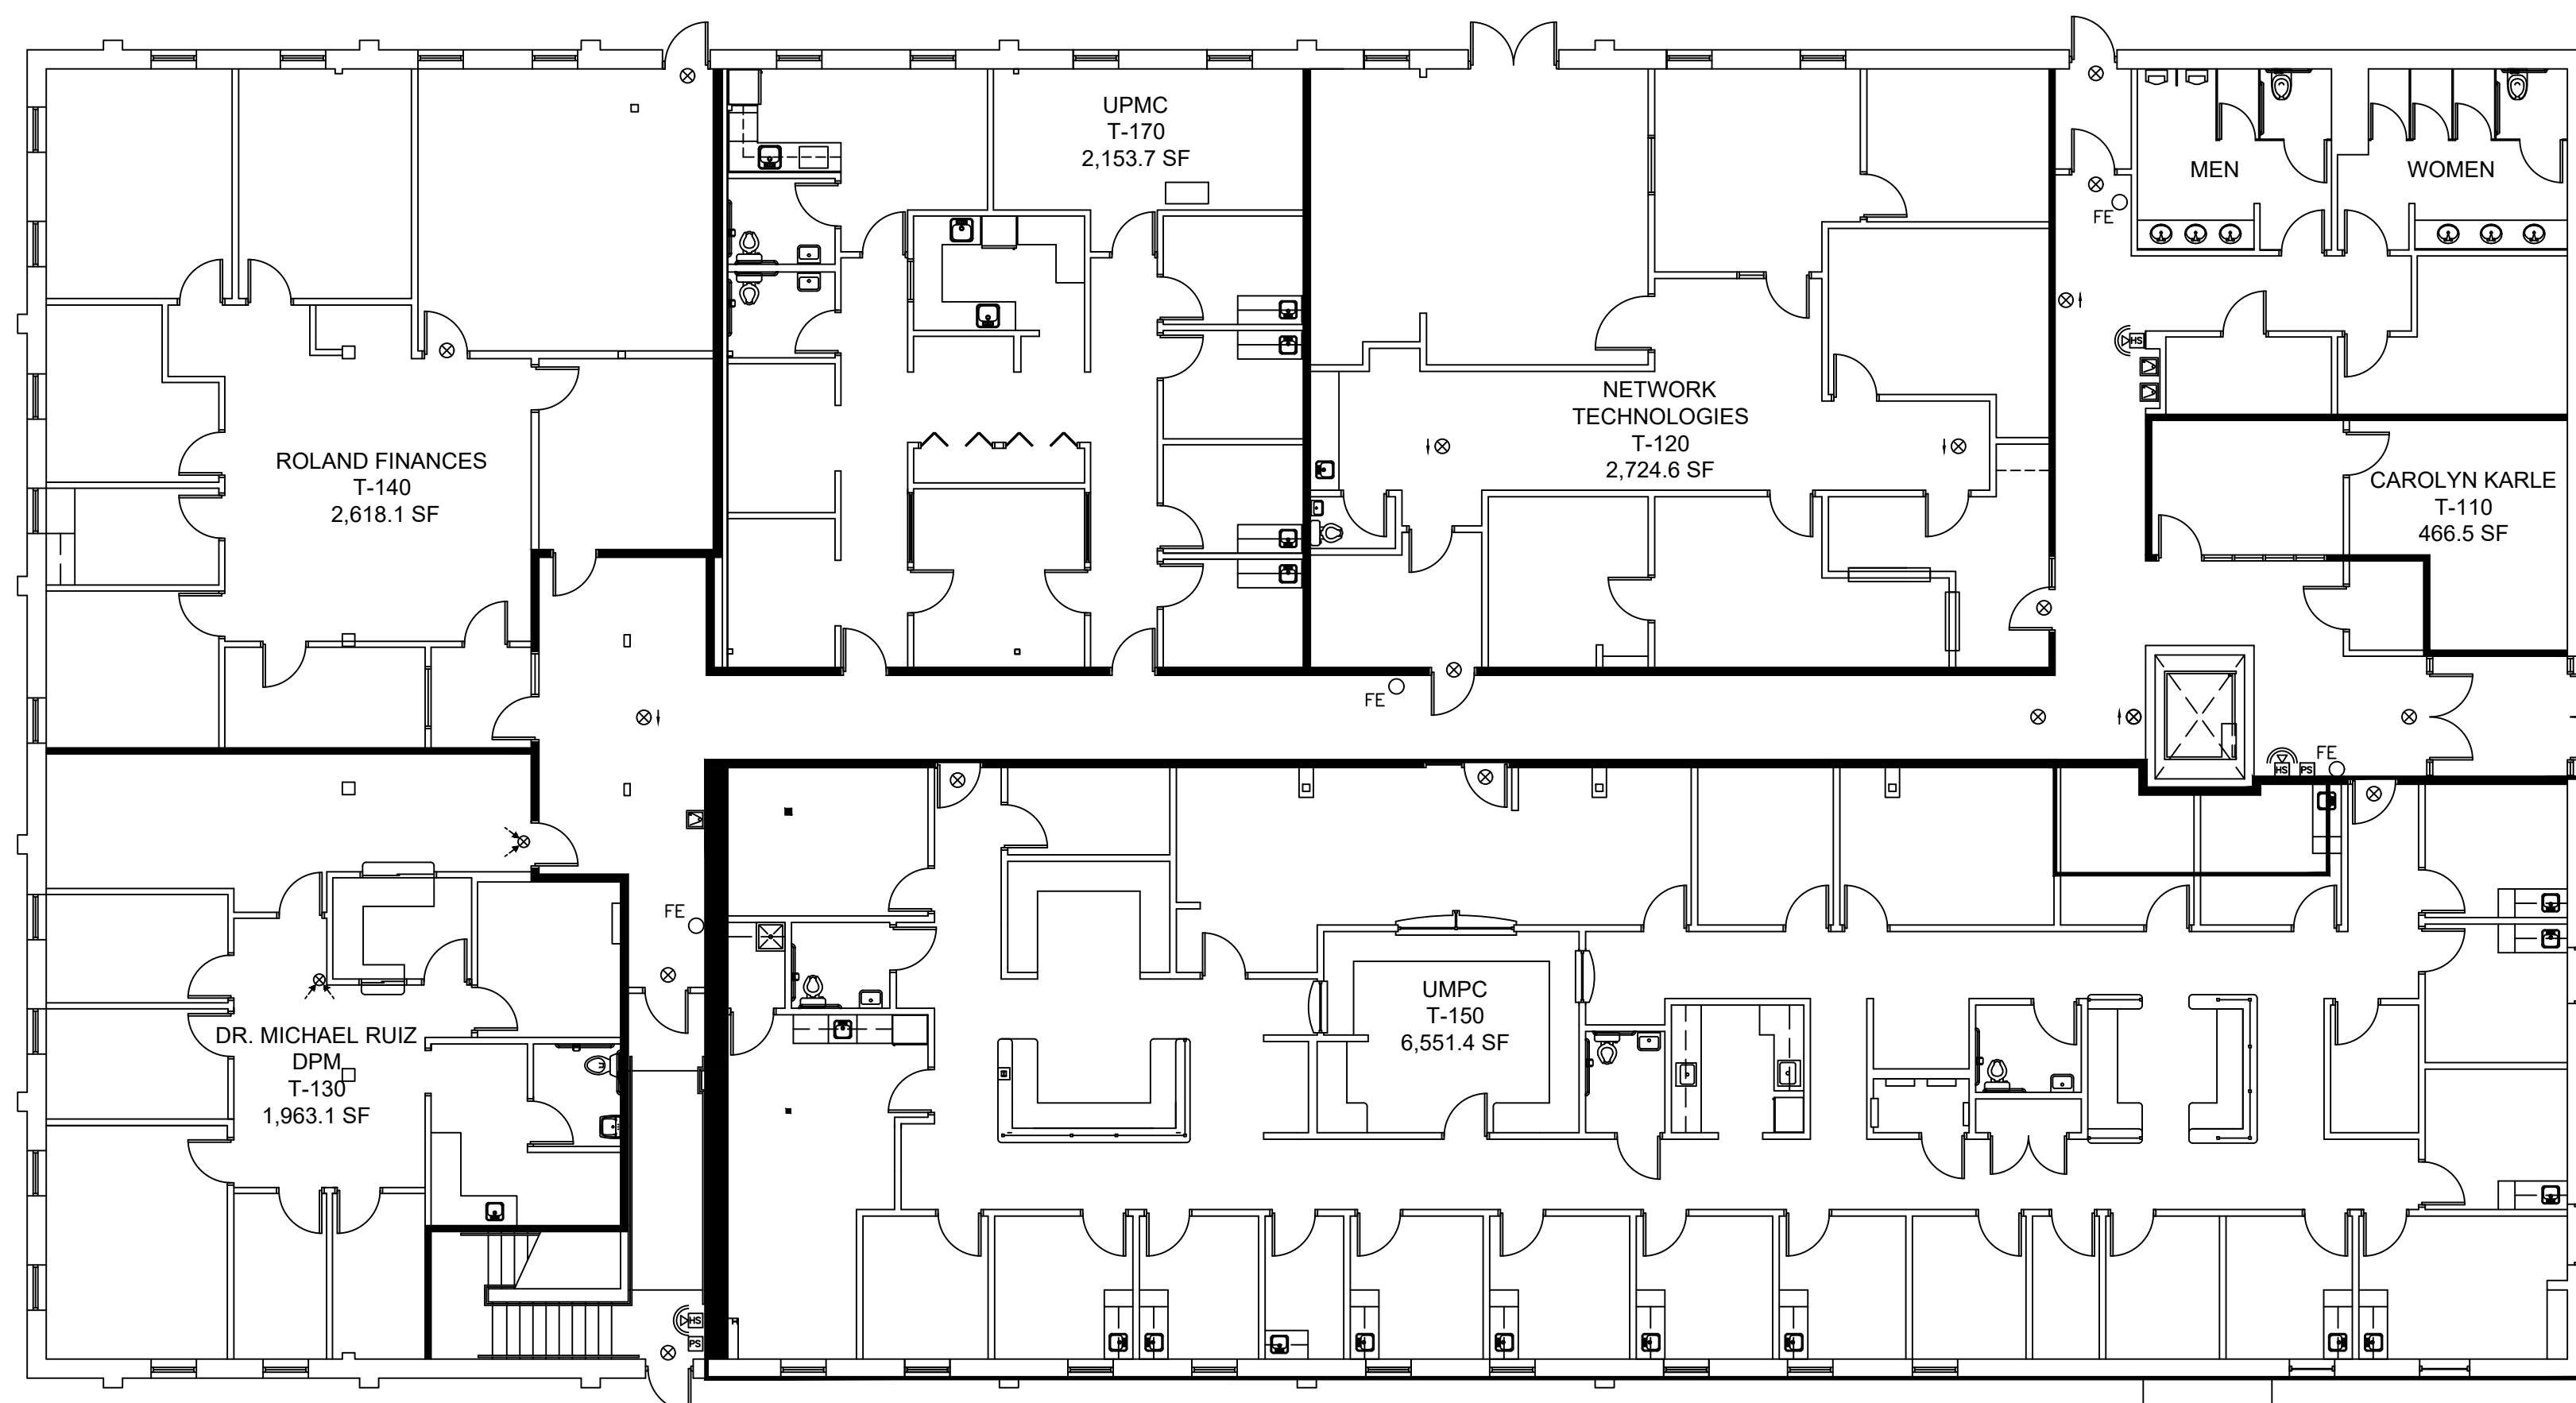 UPMC
T-170
2,153.7 SF
MEN
WOMEN
FE
HS
NETWORK
TECHNOLOGIES
T-120
2,724.6 SF
ROLAND FINANCES
T-140
2,618.1 SF
CAROLYN KARLE
T-110
466.5 SF
FE
FE
HS
PS
FE
UMPC
T-150
6,551.4 SF
DR. MICHAEL RUIZ
DPM
T-130
1,963.1 SF
HS
PS